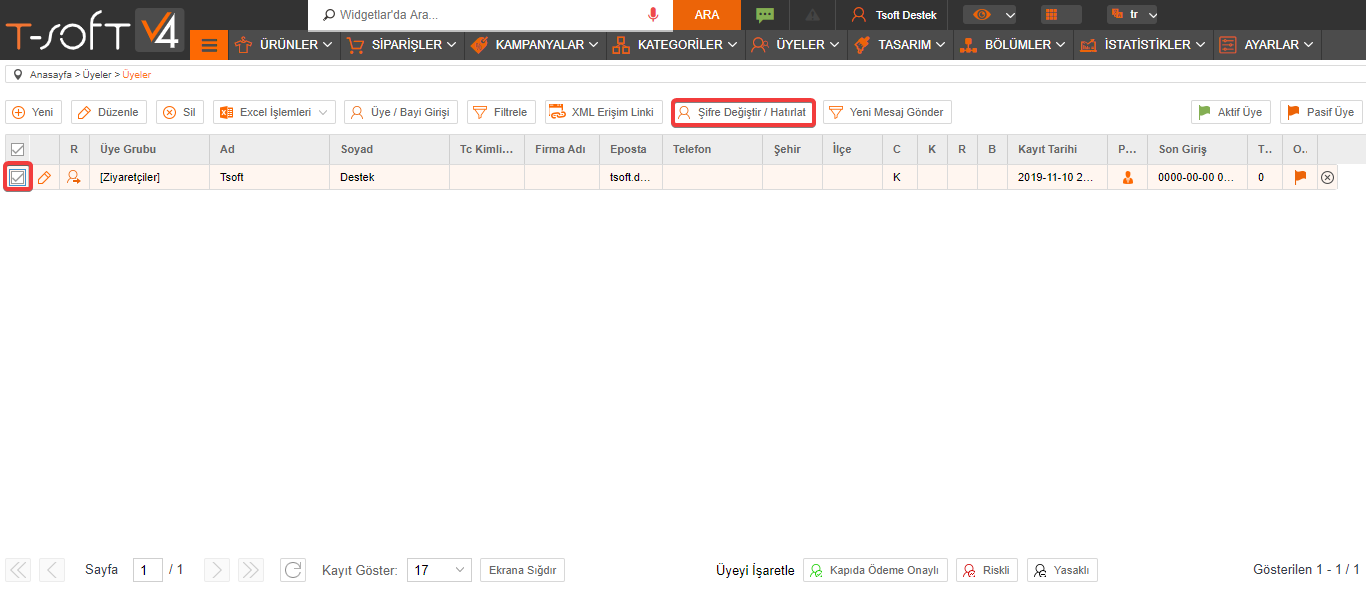 T-SOFT V4 Widgetlar'da Ara... ARA Tsoft Destek tr
ÜRÜNLER SİPARİŞLER KAMPANYALAR KATEGORİLER ÜYELER TASARIM BÖLÜMLER İSTATİSTİKLER AYARLAR
Anasayfa > Üyeler > Üyeler
Yeni Düzenle Sil Excel İşlemleri Üye / Bayi Girişi Filtrele XML Erişim Linki Şifre Değiştir / Hatırlat Yeni Mesaj Gönder Aktif Üye Pasif Üye
R Üye Grubu Ad Soyad Tc Kimli... Firma Adı Eposta Telefon Şehir İlçe C K R B Kayıt Tarihi P... Son Giriş T.. O..
[Ziyaretçiler] Tsoft Destek tsoft.d... K 2019-11-10 2... 0000-00-00 0... 0
Sayfa 1 / 1 Kayıt Göster: 17 Ekrana Sığdır Üyeyi İşaretle Kapıda Ödeme Onaylı Riskli Yasaklı Gösterilen 1 - 1 / 1